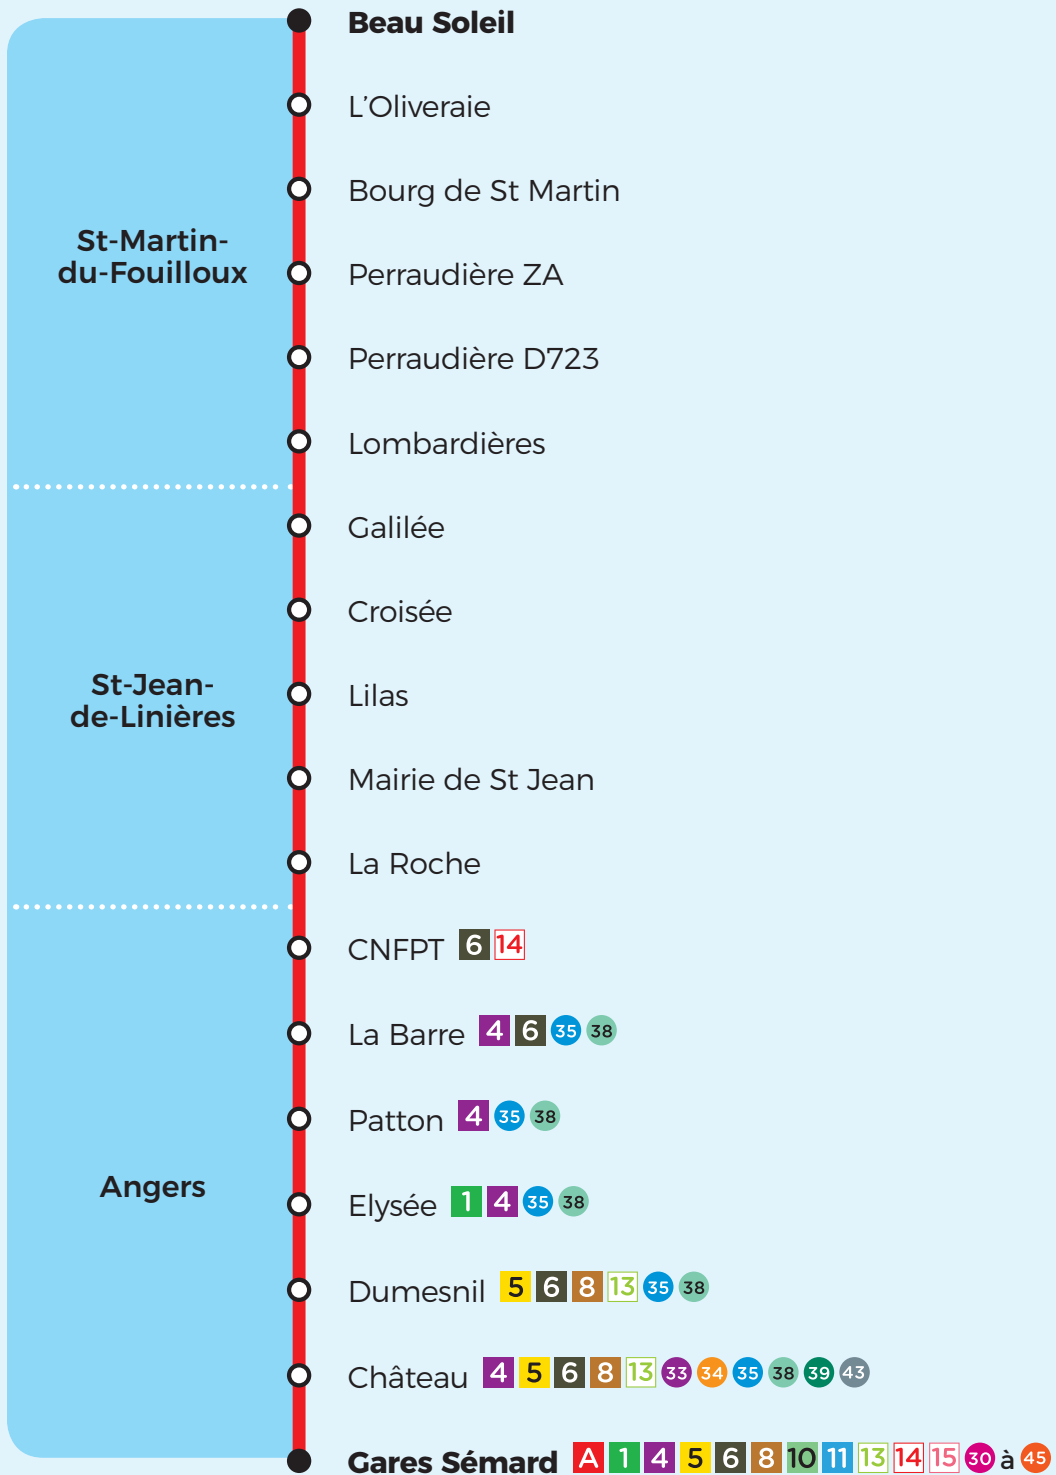 Beau Soleil
L'Oliveraie
Bourg de St Martin
St-Martin-
du-Fouilloux
Perraudière ZA
Perraudière D723
Lombardières
Galilée
Croisée
St-Jean-
de-Linières
Lilas
Mairie de St Jean
La Roche
CNFPT 6 14
La Barre 4 6 35 38
Patton 4 35 38
Angers
Elysée 1 4 35 38
Dumesnil 5 6 8 13 35 38
Château 4 5 6 8 13 33 34 35 38 39 43
Gares Sémard A 1 4 5 6 8 10 11 13 14 15 30 à 45